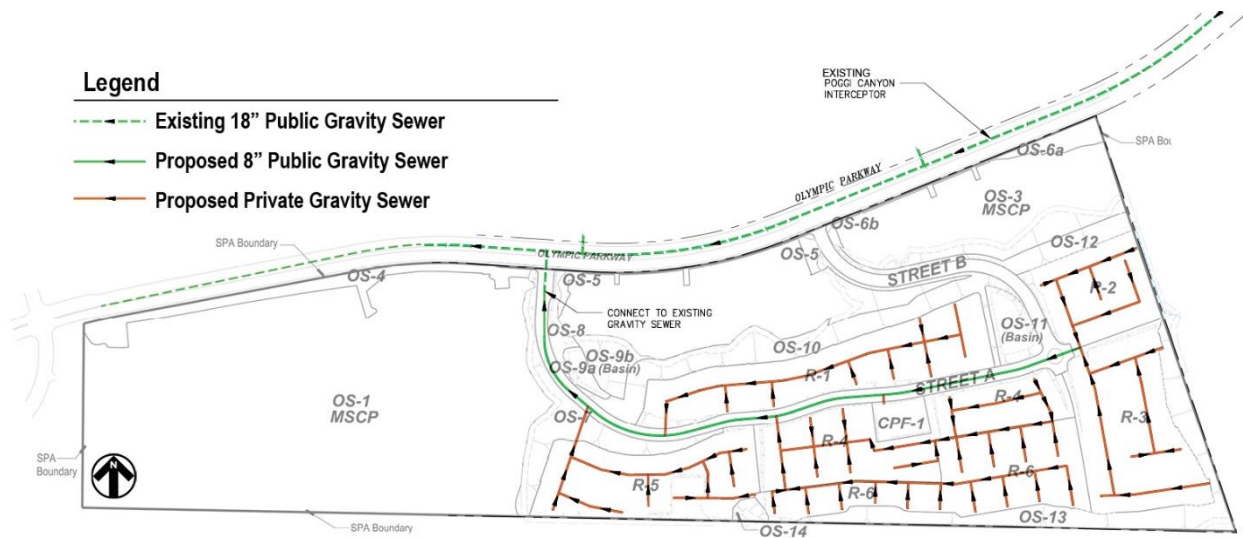 Legend
Existing 18” Public Gravity Sewer
Proposed 8” Public Gravity Sewer
Proposed Private Gravity Sewer
EXISTING
POGGI CANYON
INTERCEPTOR
SPA Bou
OS-6a
OLYMPIC PARKWAY
OS-3
MSCP
OS-6b
SPA Boundary
OLYMPIC PARKWAY
OS-4
OS-5
OS-5
OS-12
STREET B
R-2
CONNECT TO EXISTING
GRAVITY SEWER
OS-8
OS-11
(Basin)
OS-10
OS-9b
(Basin)
OS-9a
R-1
STREET A
OS-1
MSCP
OS-7
R-4
CPF-1
R-3
R-4
SPA
Boundary
N
R-5
R-6
R-6
OS-13
SPA Boundary
OS-14